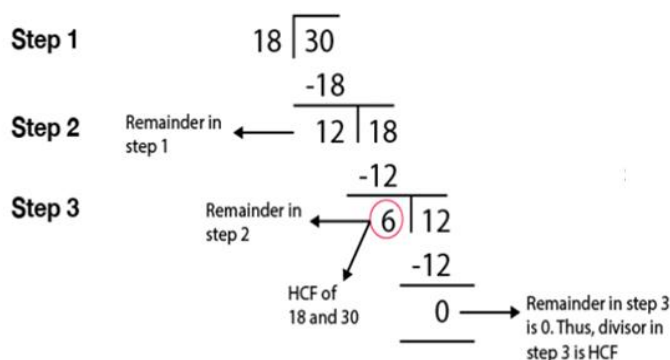 Step 1
18 30
-18
Step 2
Remainder in
step 1
12 18
-12
Step 3
Remainder in
step 2
6 12
-12
HCF of
18 and 30
0
Remainder in step 3
is 0. Thus, divisor in
step 3 is HCF